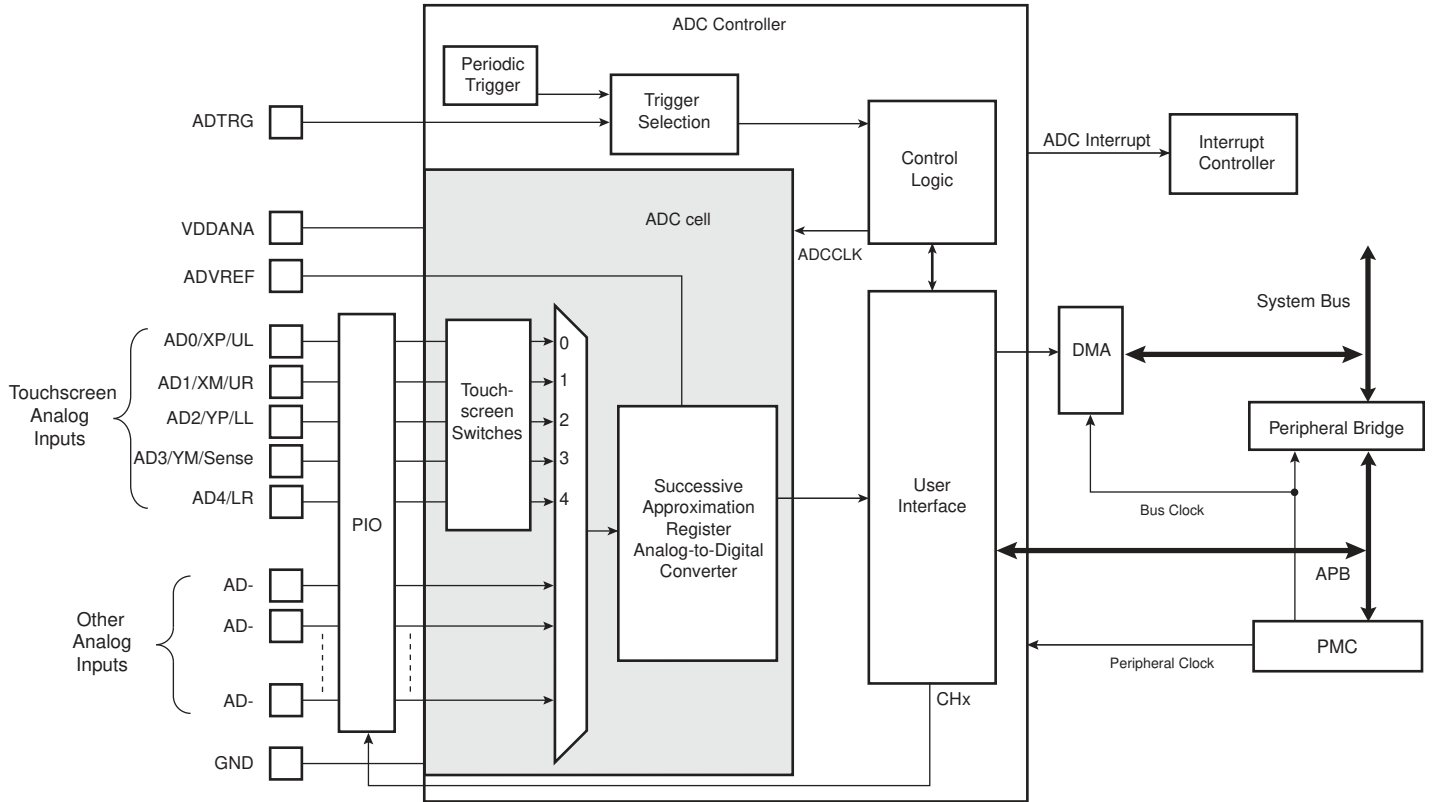 ADC Controller
Periodic
Trigger
Trigger
Selection
ADTRG
Control
Logic
ADC Interrupt
Interrupt
Controller
VDDANA
ADC cell
ADCCLK
ADVREF
System Bus
Touchscreen
Analog
Inputs
AD0/XP/UL
AD1/XM/UR
AD2/YP/LL
AD3/YM/Sense
AD4/LR
PIO
Touch-
screen
Switches
0
1
2
3
4
Successive
Approximation
Register
Analog-to-Digital
Converter
User
Interface
DMA
Peripheral Bridge
Bus Clock
APB
Other
Analog
Inputs
AD-
AD-
AD-
Peripheral Clock
PMC
CHx
GND